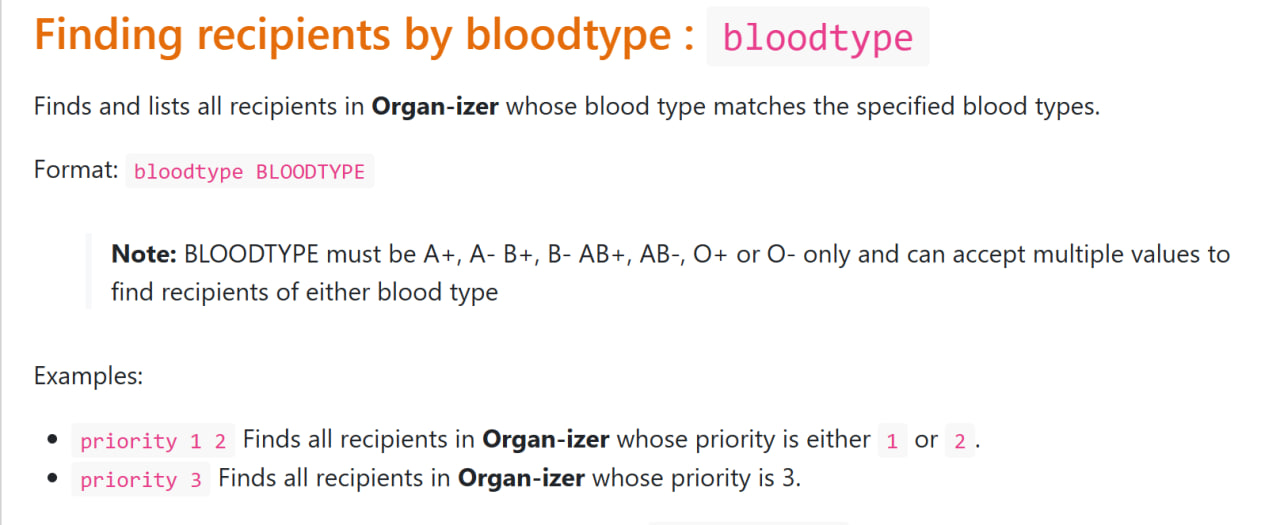 Finding recipients by bloodtype : bloodtype
Finds and lists all recipients in Organ-izer whose blood type matches the specified blood types.
Format: bloodtype BLOODTYPE
Note: BLOODTYPE must be A+, A- B+, B- AB+, AB-, O+ or O- only and can accept multiple values to
find recipients of either blood type
Examples:
priority 1 2 Finds all recipients in Organ-izer whose priority is either 1 or 2.
priority 3 Finds all recipients in Organ-izer whose priority is 3.